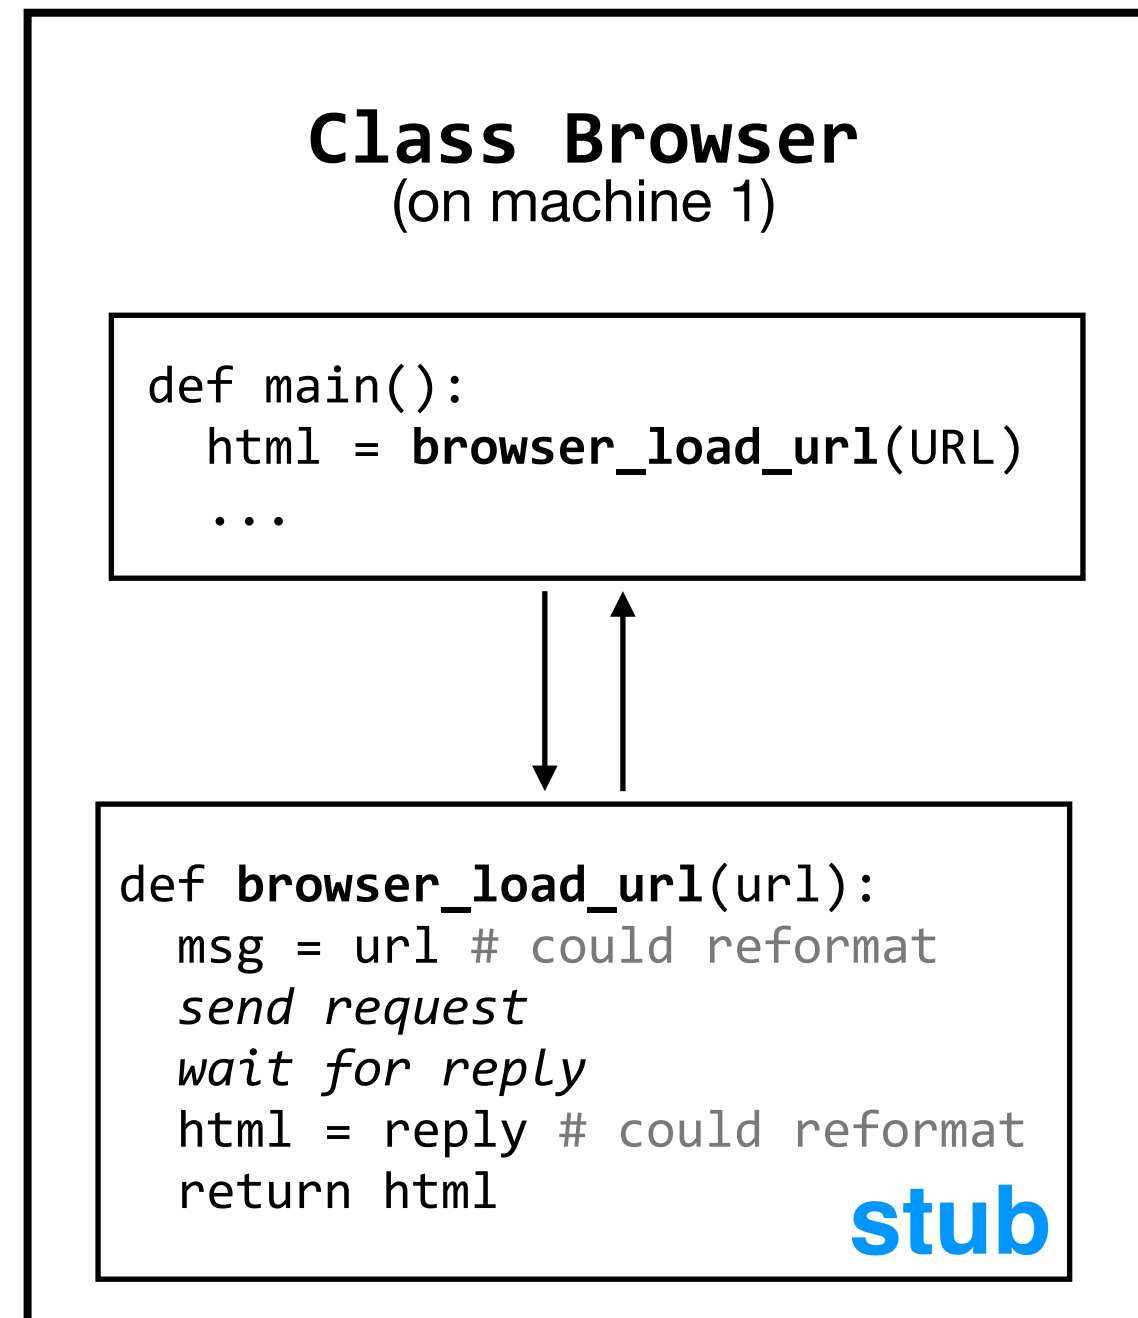 Class Browser
(on machine 1)
def main():
html = browser_load_url(URL)
...
def browser_load_url(url):
msg = url # could reformat
send request
wait for reply
html = reply # could reformat
return html
stub